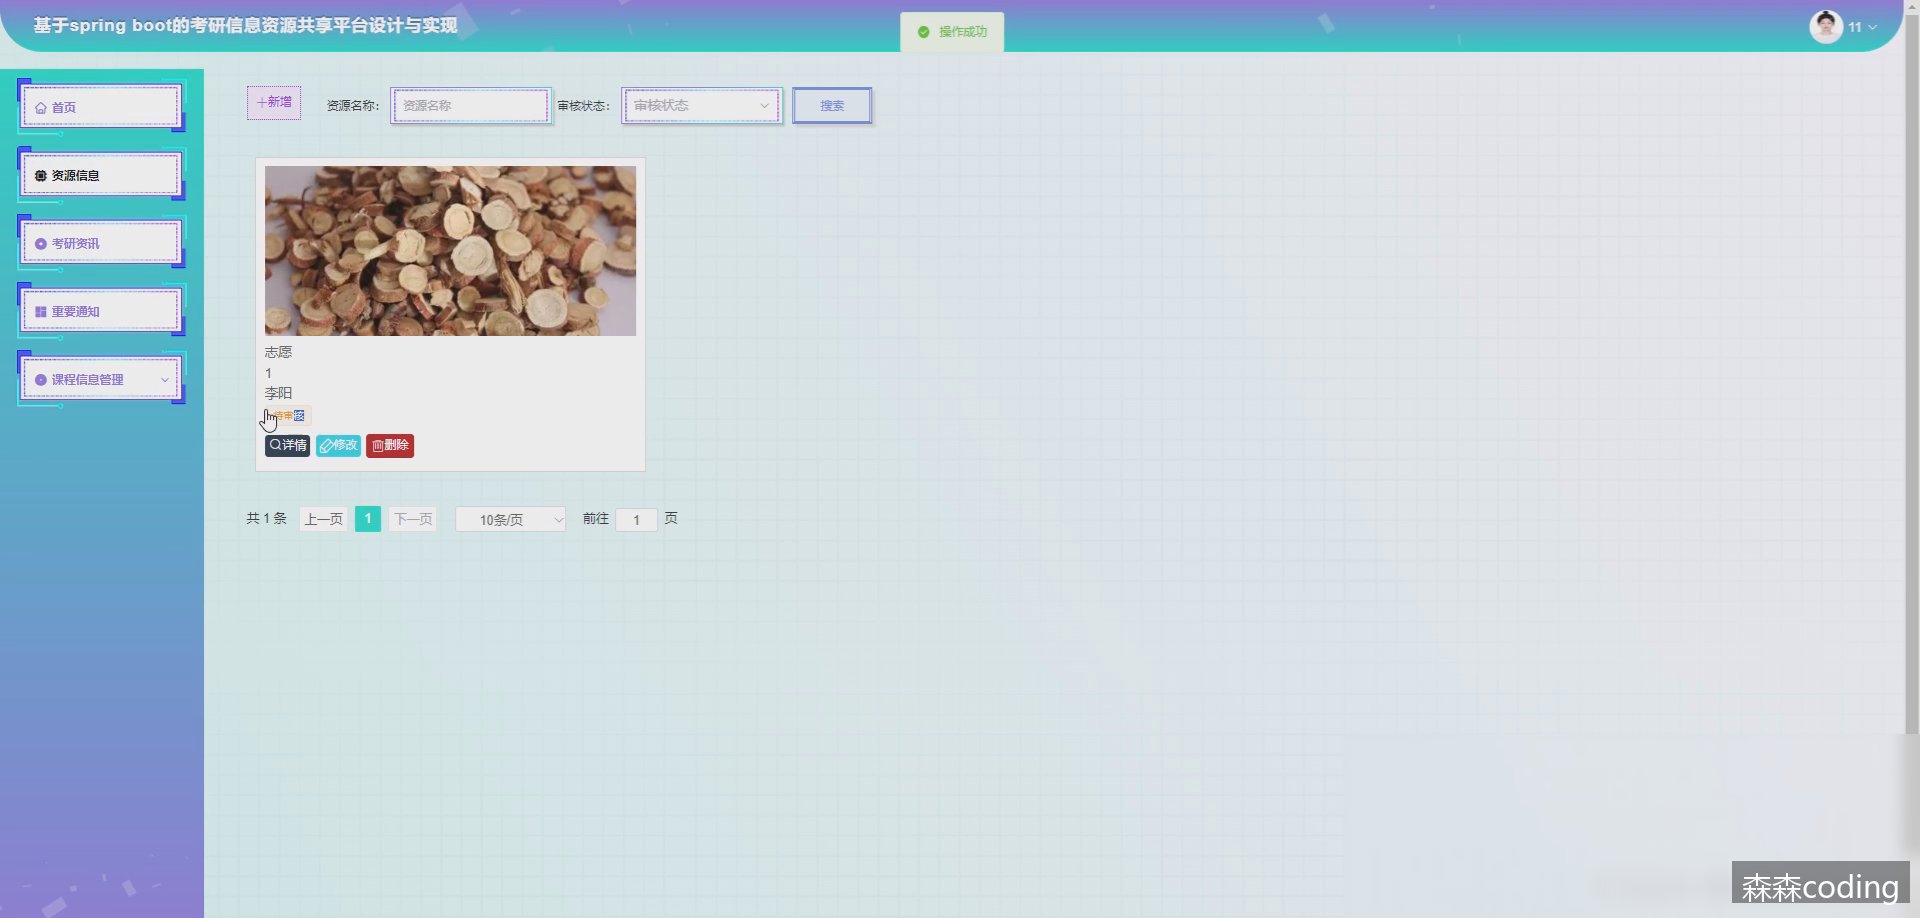 基于spring boot的考研信息资源共享平台设计与实现
操作成功
11
首页
资源信息
考研资讯
重要通知
课程信息管理
新增
资源名称:
资源名称
审核状态:
审核状态
搜索
志愿
1
李阳
待审核
详情
修改
删除
共 1 条
上一页
1
下一页
10条/页
前往
1
页
森森coding